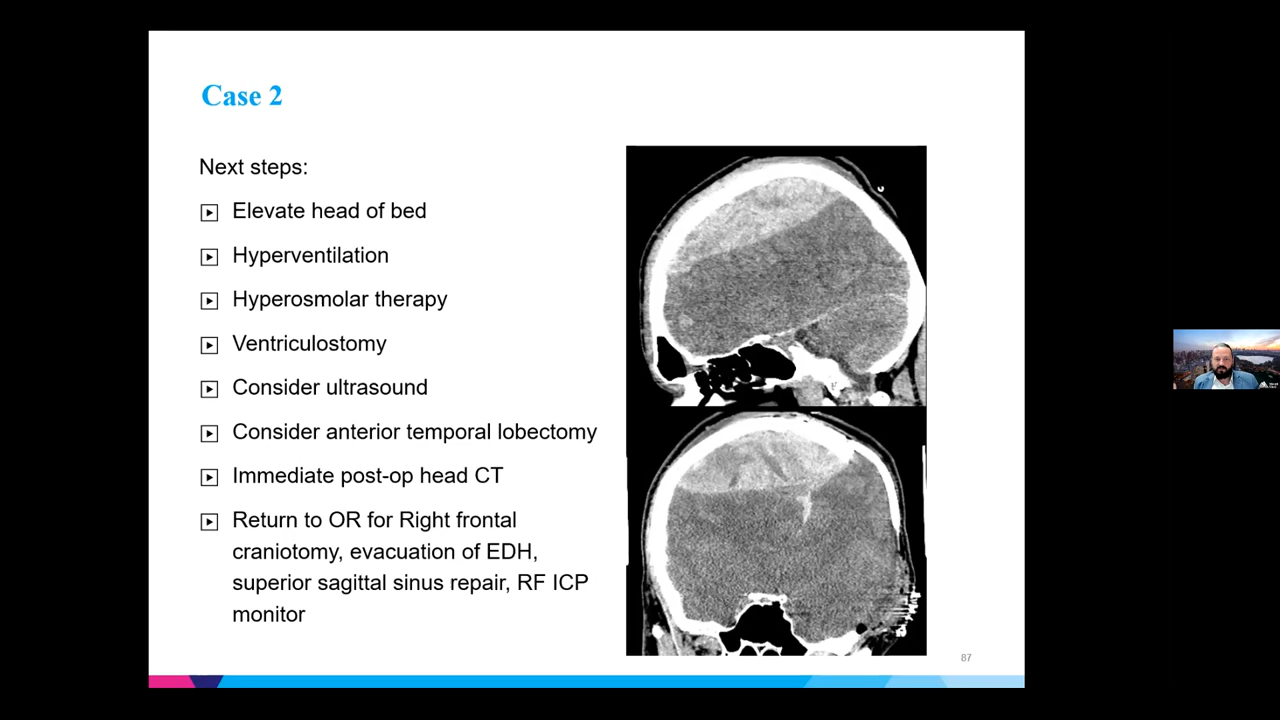 Case 2
Next steps:
Elevate head of bed
Hyperventilation
Hyperosmolar therapy
Ventriculostomy
Consider ultrasound
Consider anterior temporal lobectomy
Immediate post-op head CT
Return to OR for Right frontal
craniotomy, evacuation of EDH,
superior sagittal sinus repair, RF ICP
monitor
87